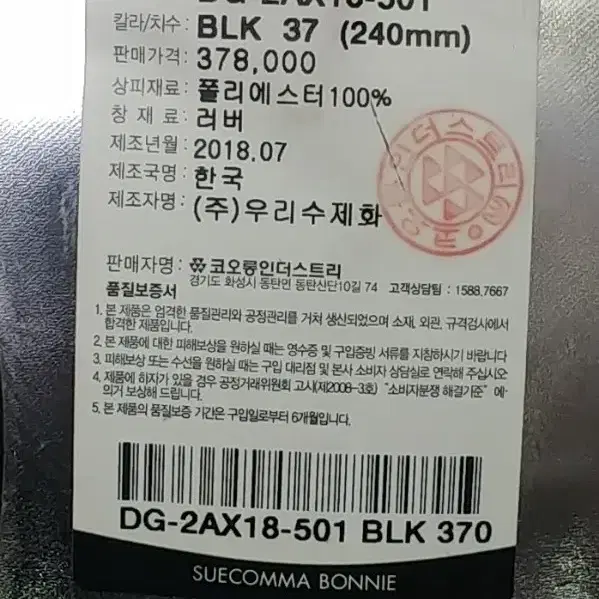 DG-2AX18-501
칼라/치수: BLK 37 (240mm)
판매가격: 378,000
상피재료: 폴리에스터100%
창 재 료: 러버
제조년월: 2018.07
제조국명: 한국
제조자명: (주)우리수제화
판매자명: 코오롱인더스트리
경기도 화성시 동탄면 동탄산단10길 74 고객상담팀 : 1588.7667
품질보증서
1. 본 제품은 엄격한 품질관리와 공정관리를 거쳐 생산되었으며 소재, 외관, 규격검사에서
합격한 제품입니다.
2. 본 제품에 대한 피해보상을 원하실 때는 영수증 및 구입증빙 서류를 지참하시기 바랍니다
3. 피해보상 또는 수선을 원하실 때는 구입 대리점 및 본사 소비자 상담실로 연락해 주십시오
4. 제품에 하자가 있을 경우 공정거래위원회 고시(제2008-3호) "소비자분쟁 해결기준" 에
의거 보상해 드립니다.
5. 본 제품의 품질보증 기간은 구입일로부터 6개월입니다.
DG-2AX18-501 BLK 370
SUECOMMA BONNIE